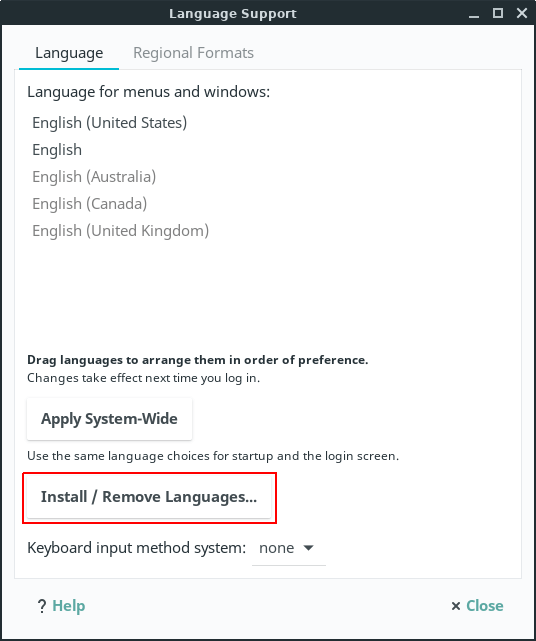 Language Support
Language Regional Formats
Language for menus and windows:
English (United States)
English
English (Australia)
English (Canada)
English (United Kingdom)
Drag languages to arrange them in order of preference.
Changes take effect next time you log in.
Apply System-Wide
Use the same language choices for startup and the login screen.
Install / Remove Languages...
Keyboard input method system: none
? Help × Close